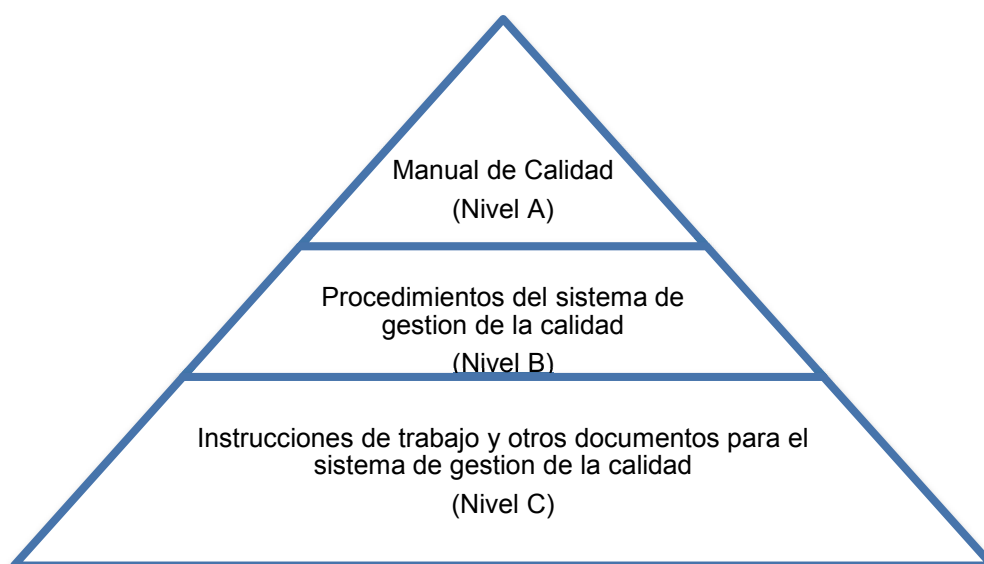 Manual de Calidad
(Nivel A)
Procedimientos del sistema de
gestion de la calidad
(Nivel B)
Instrucciones de trabajo y otros documentos para el
sistema de gestion de la calidad
(Nivel C)